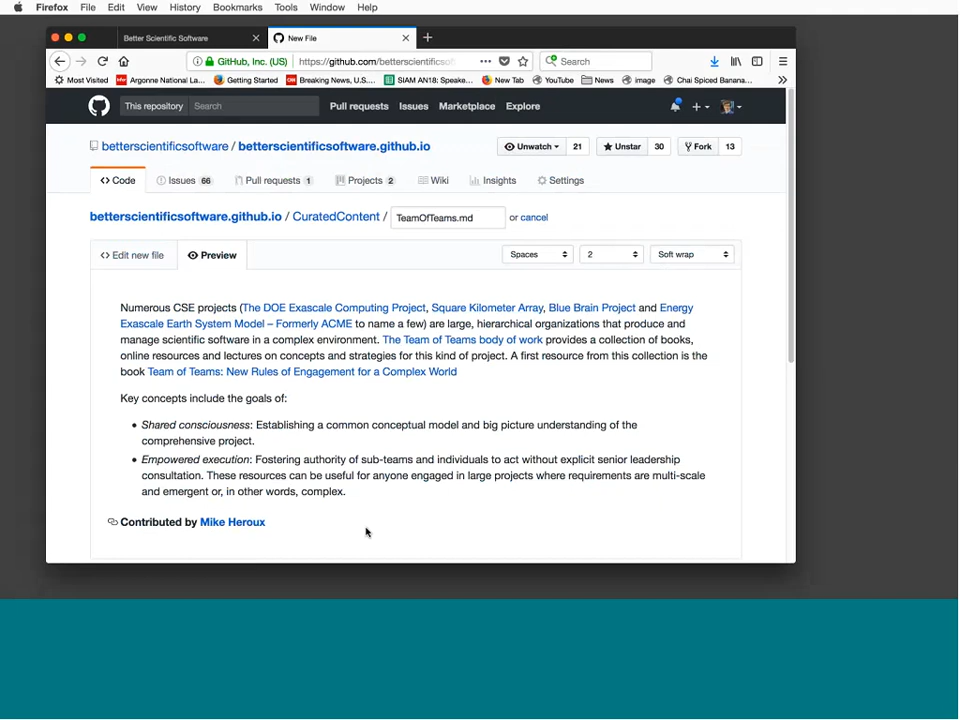 Firefox File Edit View History Bookmarks Tools Window Help
Better Scientific Software
New File
GitHub, Inc. (US) https://github.com/betterscientificsof
Search
Most Visited Argonne National La... Getting Started Breaking News, U.S.... SIAM AN18: Speake... New Tab YouTube News image Chai Spiced Banana...
This repository Search Pull requests Issues Marketplace Explore
betterscientificsoftware / betterscientificsoftware.github.io Unwatch 21 Unstar 30 Fork 13
Code Issues 66 Pull requests 1 Projects 2 Wiki Insights Settings
betterscientificsoftware.github.io / CuratedContent / TeamOfTeams.md or cancel
<> Edit new file Preview Spaces 2 Soft wrap
Numerous CSE projects (The DOE Exascale Computing Project, Square Kilometer Array, Blue Brain Project and Energy
Exascale Earth System Model – Formerly ACME to name a few) are large, hierarchical organizations that produce and
manage scientific software in a complex environment. The Team of Teams body of work provides a collection of books,
online resources and lectures on concepts and strategies for this kind of project. A first resource from this collection is the
book Team of Teams: New Rules of Engagement for a Complex World
Key concepts include the goals of:
• Shared consciousness: Establishing a common conceptual model and big picture understanding of the
comprehensive project.
• Empowered execution: Fostering authority of sub-teams and individuals to act without explicit senior leadership
consultation. These resources can be useful for anyone engaged in large projects where requirements are multi-scale
and emergent or, in other words, complex.
Contributed by Mike Heroux